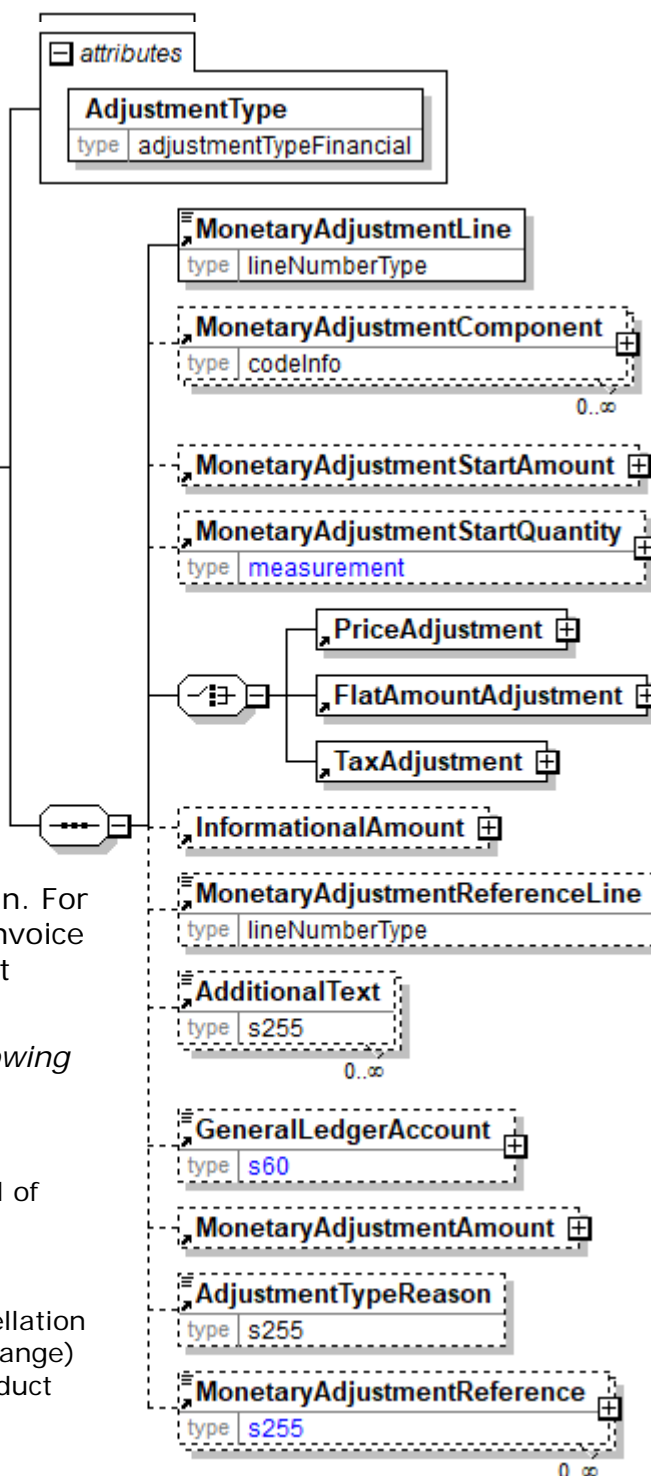 attributes
AdjustmentType
type adjustmentTypeFinancial
MonetaryAdjustmentLine
type lineNumberType
MonetaryAdjustmentComponent
type codeInfo
0..∞
MonetaryAdjustmentStartAmount
MonetaryAdjustmentStartQuantity
type measurement
PriceAdjustment
FlatAmountAdjustment
TaxAdjustment
InformationalAmount
MonetaryAdjustmentReferenceLine
type lineNumberType
AdditionalText
type s255
0..∞
GeneralLedgerAccount
type s60
MonetaryAdjustmentAmount
AdjustmentTypeReason
type s255
MonetaryAdjustmentReference
type s255
0..∞
n. For
nvoice
t
owing
l of
ellation
ange)
duct